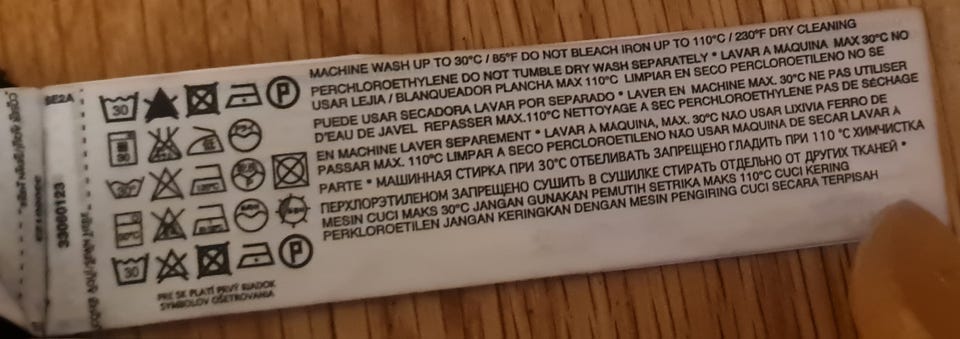 MACHINE WASH UP TO 30°C / 85°F DO NOT BLEACH IRON UP TO 110°C / 230°F DRY CLEANING
PERCHLOROETHYLENE DO NOT TUMBLE DRY WASH SEPARATELY * LAVAR A MAQUINA MAX 30°C NO
USAR LEJIA / BLANQUEADOR PLANCHA MAX 110°C LIMPIAR EN SECO PERCLOROETILENO NO SE
PUEDE USAR SECADORA LAVAR POR SEPARADO * LAVER EN MACHINE MAX. 30°C NE PAS UTILISER
D'EAU DE JAVEL REPASSER MAX.110°C NETTOYAGE A SEC PERCHLOROETHYLENE PAS DE SÉCHAGE
EN MACHINE LAVER SEPAREMENT * LAVAR A MAQUINA, MAX. 30°C NÃO USAR LIXIVIA FERRO DE
PASSAR MAX. 110°C LIMPAR A SECO PERCLOROETILENO NÃO USAR MAQUINA DE SECAR LAVAR A
PARTE * МАШИННАЯ СТИРКА ПРИ 30°C ОТБЕЛИВАТЬ ЗАПРЕЩЕНО ГЛАДИТЬ ПРИ 110 °C ХИМЧИСТКА
ПЕРХЛОРЭТИЛЕНОМ ЗАПРЕЩЕНО СУШИТЬ В СУШИЛКЕ СТИРАТЬ ОТДЕЛЬНО ОТ ДРУГИХ ТКАНЕЙ *
MESIN CUCI MAKS 30°C JANGAN GUNAKAN PEMUTIH SETRIKA MAKS 110°C CUCI KERING
PERKLOROETILEN JANGAN KERINGKAN DENGAN MESIN PENGIRING CUCI SECARA TERPISAH
30 P
30
30° 110°C
30°C
30 P
PRE SK PLATÍ PRVÝ RIADOK
SYMBOLOV OŠETROVANIA
SE2A
33060123